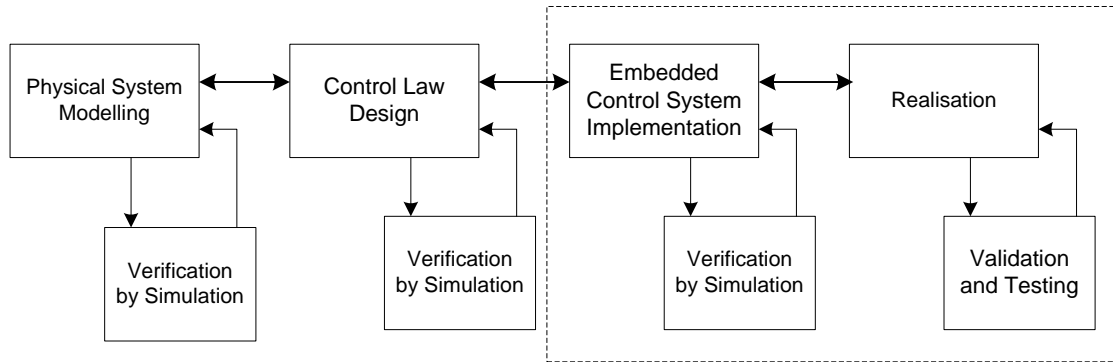 Physical System
Modelling
Control Law
Design
Embedded
Control System
Implementation
Realisation
Verification
by Simulation
Verification
by Simulation
Verification
by Simulation
Validation
and Testing